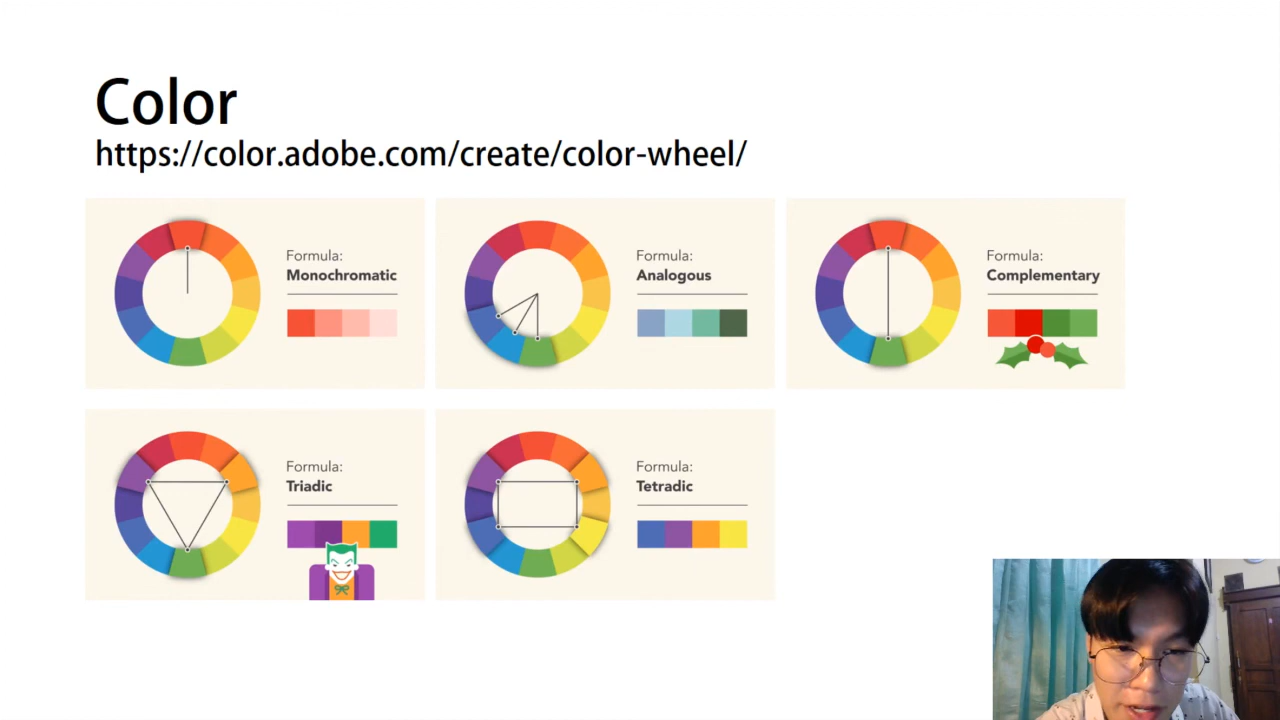 Color
https://color.adobe.com/create/color-wheel/
Formula:
Monochromatic
Formula:
Analogous
Formula:
Complementary
Formula:
Triadic
Formula:
Tetradic